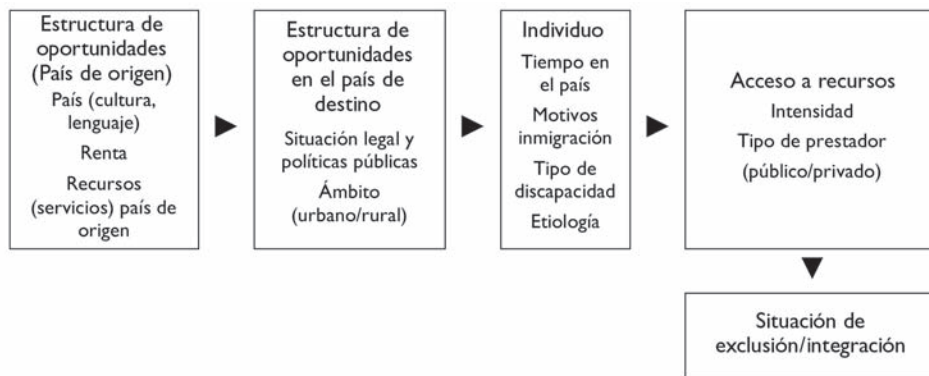 Estructura de
oportunidades
(País de origen)
País (cultura,
lenguaje)
Renta
Recursos
(servicios) país de
origen
Estructura de
oportunidades
en el país de
destino
Situación legal y
políticas públicas
Ámbito
(urbano/rural)
Individuo
Tiempo en
el país
Motivos
inmigración
Tipo de
discapacidad
Etiología
Acceso a recursos
Intensidad
Tipo de prestador
(público/privado)
Situación de
exclusión/integración